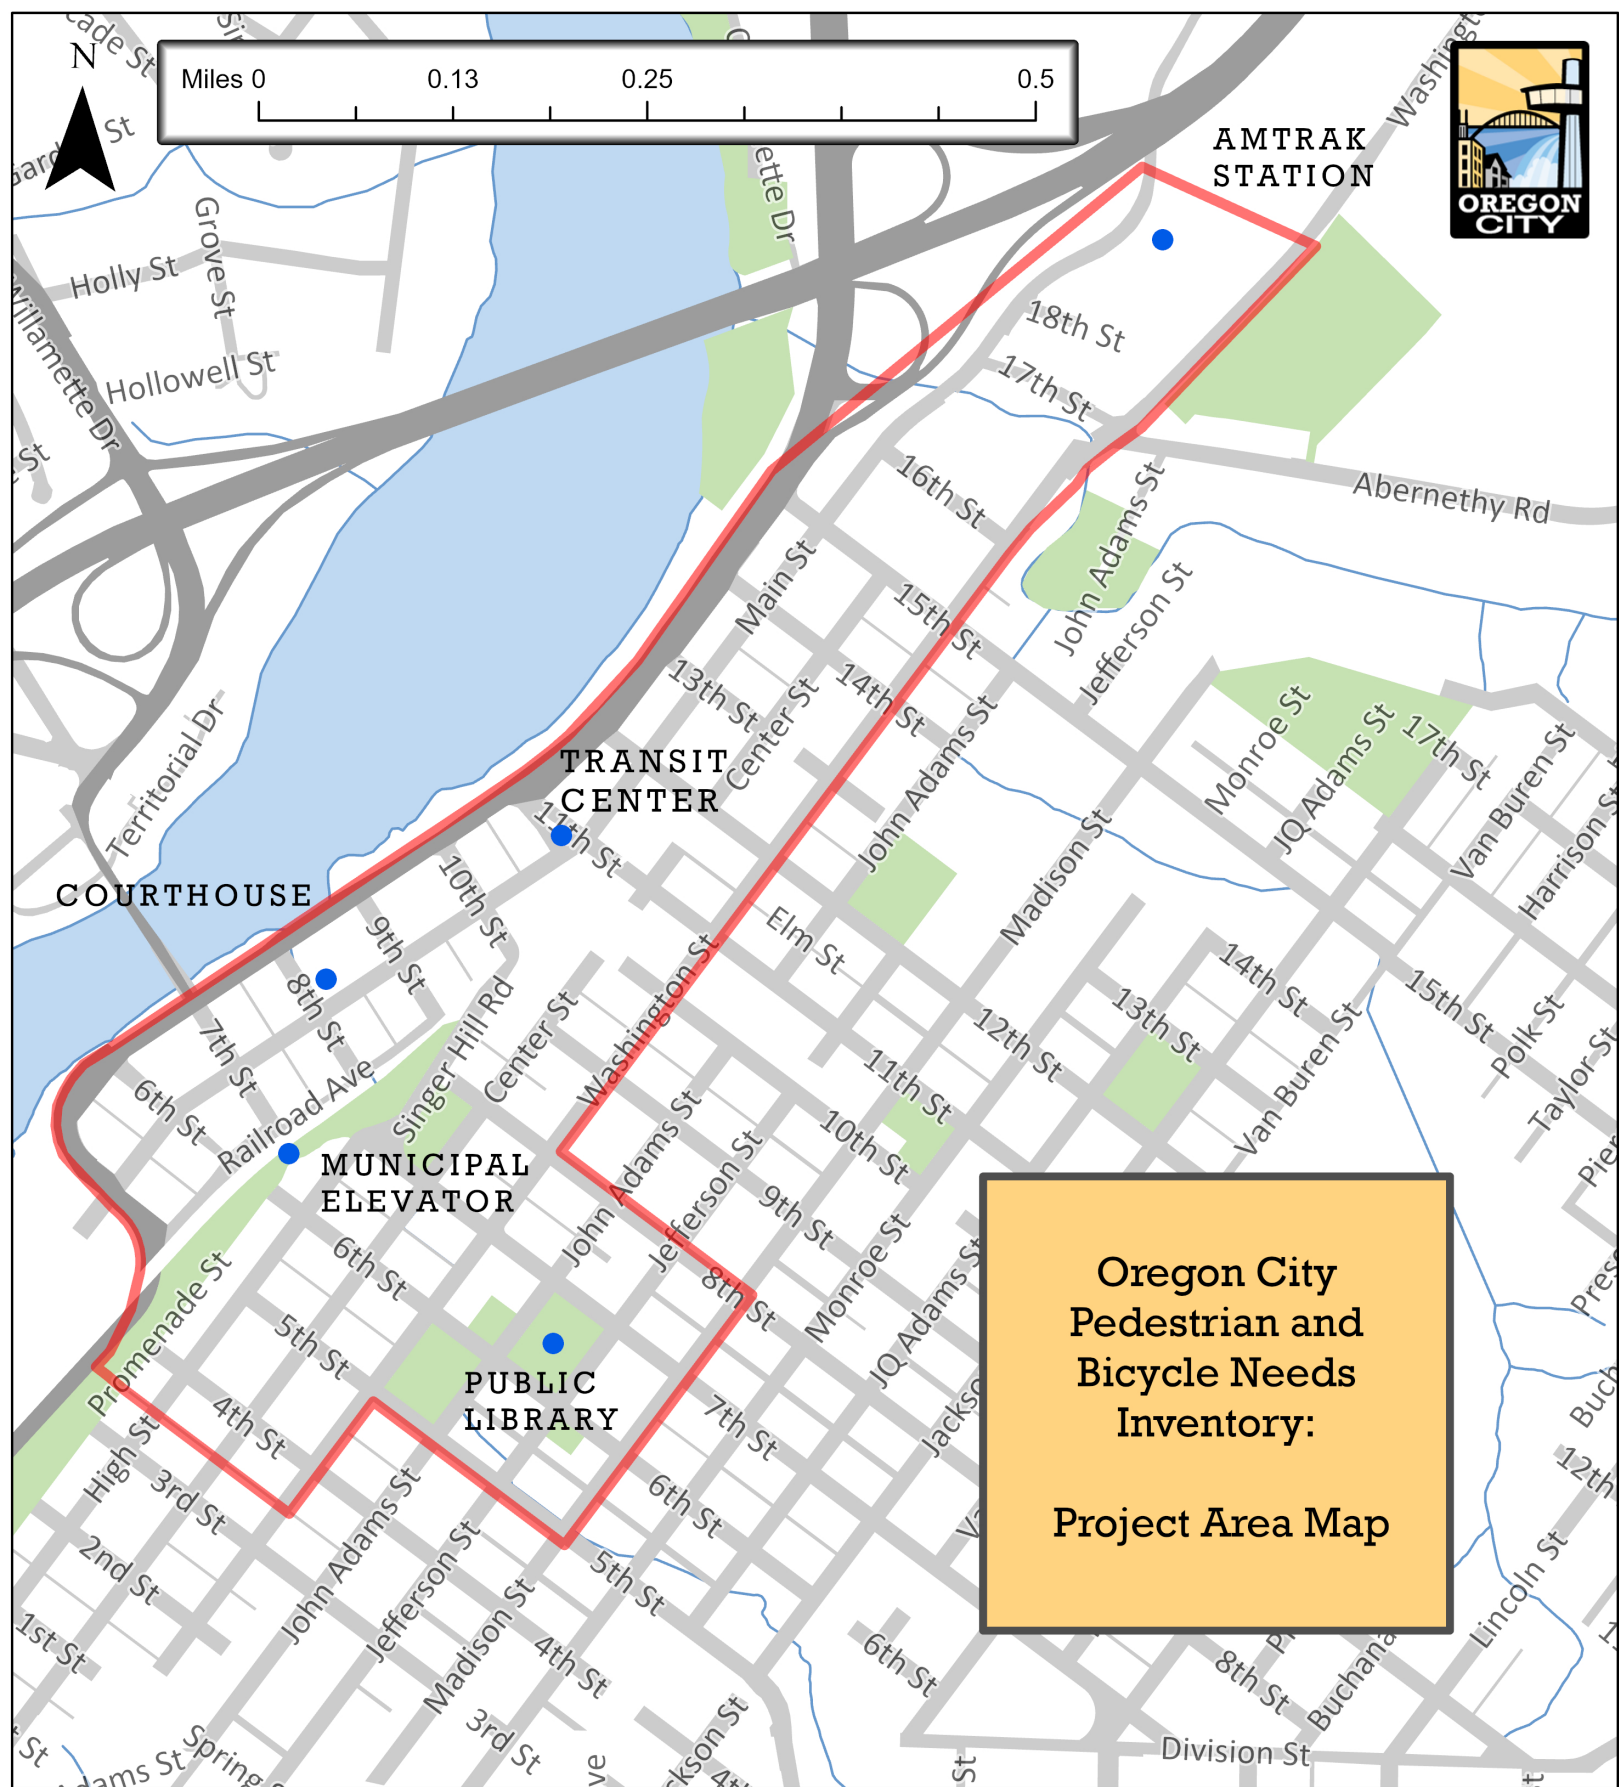 N
Miles 0 0.13 0.25 0.5
AMTRAK
STATION
OREGON
CITY
Holly St
Grove St
Willamette Dr
Hollowell St
18th St
17th St
16th St
Abernethy Rd
John Adams St
Jefferson St
Main St
15th St
14th St
13th St
Center St
John Adams St
TRANSIT
CENTER
11th St
Territorial Dr
COURTHOUSE
10th St
9th St
8th St
7th St
6th St
Railroad Ave
Singer Hill Rd
Center St
Washington St
Elm St
Madison St
Monroe St
JQ Adams St
17th St
Van Buren St
Harrison St
12th St
13th St
14th St
15th St
Polk St
Taylor St
Van Buren St
11th St
10th St
9th St
John Adams St
Jefferson St
8th St
Monroe St
JQ Adams St
MUNICIPAL
ELEVATOR
Promenade St
6th St
5th St
4th St
High St
3rd St
2nd St
1st St
PUBLIC
LIBRARY
7th St
6th St
5th St
John Adams St
Jefferson St
Madison St
4th St
3rd St
6th St
8th St
Lincoln St
Division St
Oregon City
Pedestrian and
Bicycle Needs
Inventory:
Project Area Map